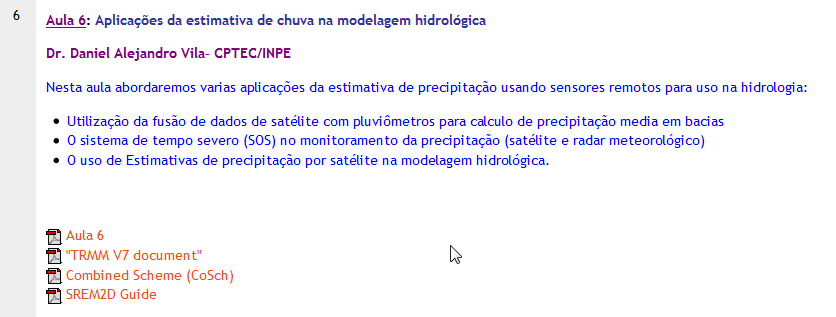 6
Aula 6: Aplicações da estimativa de chuva na modelagem hidrológica
Dr. Daniel Alejandro Vila- CPTEC/INPE
Nesta aula abordaremos varias aplicações da estimativa de precipitação usando sensores remotos para uso na hidrologia:
Utilização da fusão de dados de satélite com pluviômetros para calculo de precipitação media em bacias
O sistema de tempo severo (SOS) no monitoramento da precipitação (satélite e radar meteorológico)
O uso de Estimativas de precipitação por satélite na modelagem hidrológica.
Aula 6
"TRMM V7 document"
Combined Scheme (CoSch)
SREM2D Guide